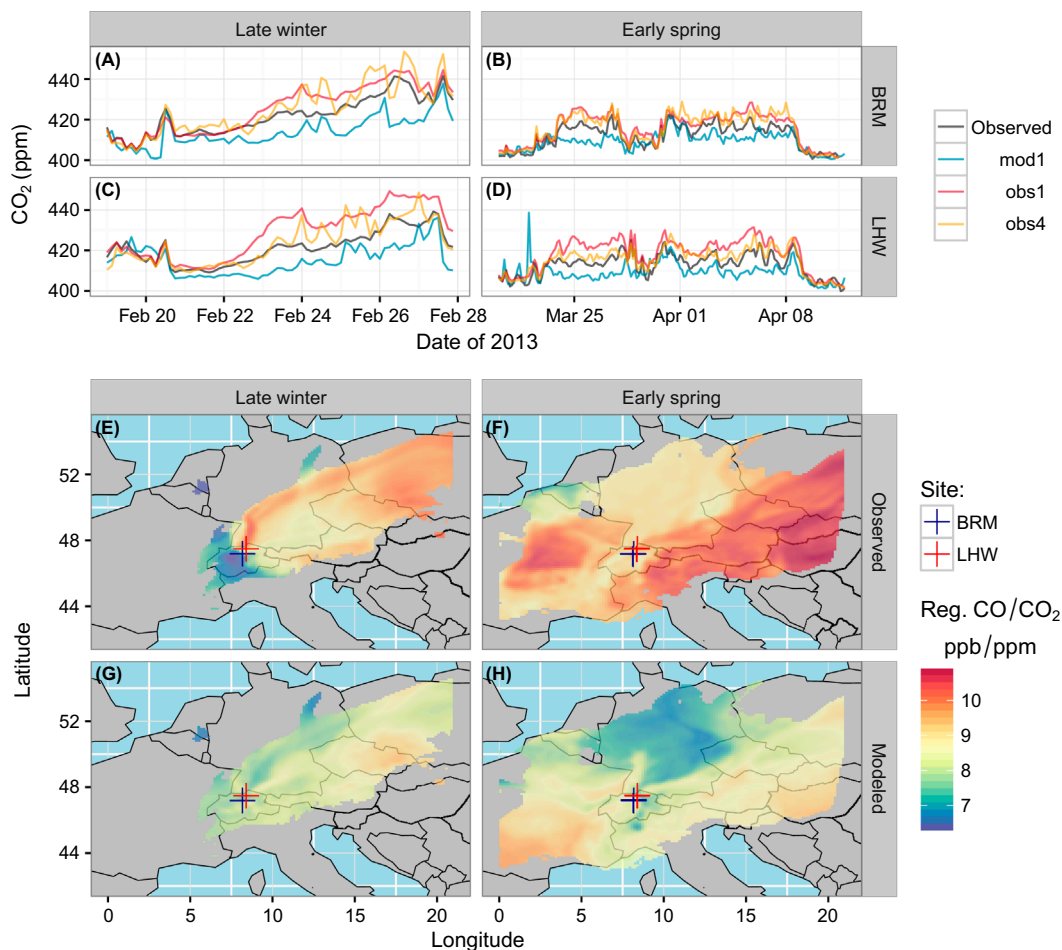 Late winter
Early spring
(A)
(B)
440
420
400
BRM
(C)
(D)
440
420
400
LHW
CO2 (ppm)
Feb 20
Feb 22
Feb 24
Feb 26
Feb 28
Mar 25
Apr 01
Apr 08
Date of 2013
Observed
mod1
obs1
obs4
Late winter
Early spring
(E)
(F)
52
48
44
Observed
(G)
(H)
52
48
44
Modeled
Latitude
0
5
10
15
20
0
5
10
15
20
Longitude
Site:
BRM
LHW
Reg. CO/CO2
ppb/ppm
10
9
8
7